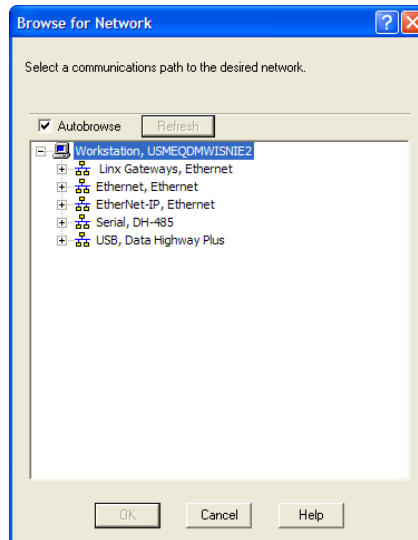 Browse for Network
Select a communications path to the desired network.
Autobrowse Refresh
Workstation, USMEQDMWISNIE2
Linx Gateways, Ethernet
Ethernet, Ethernet
EtherNet-IP, Ethernet
Serial, DH-485
USB, Data Highway Plus
OK Cancel Help